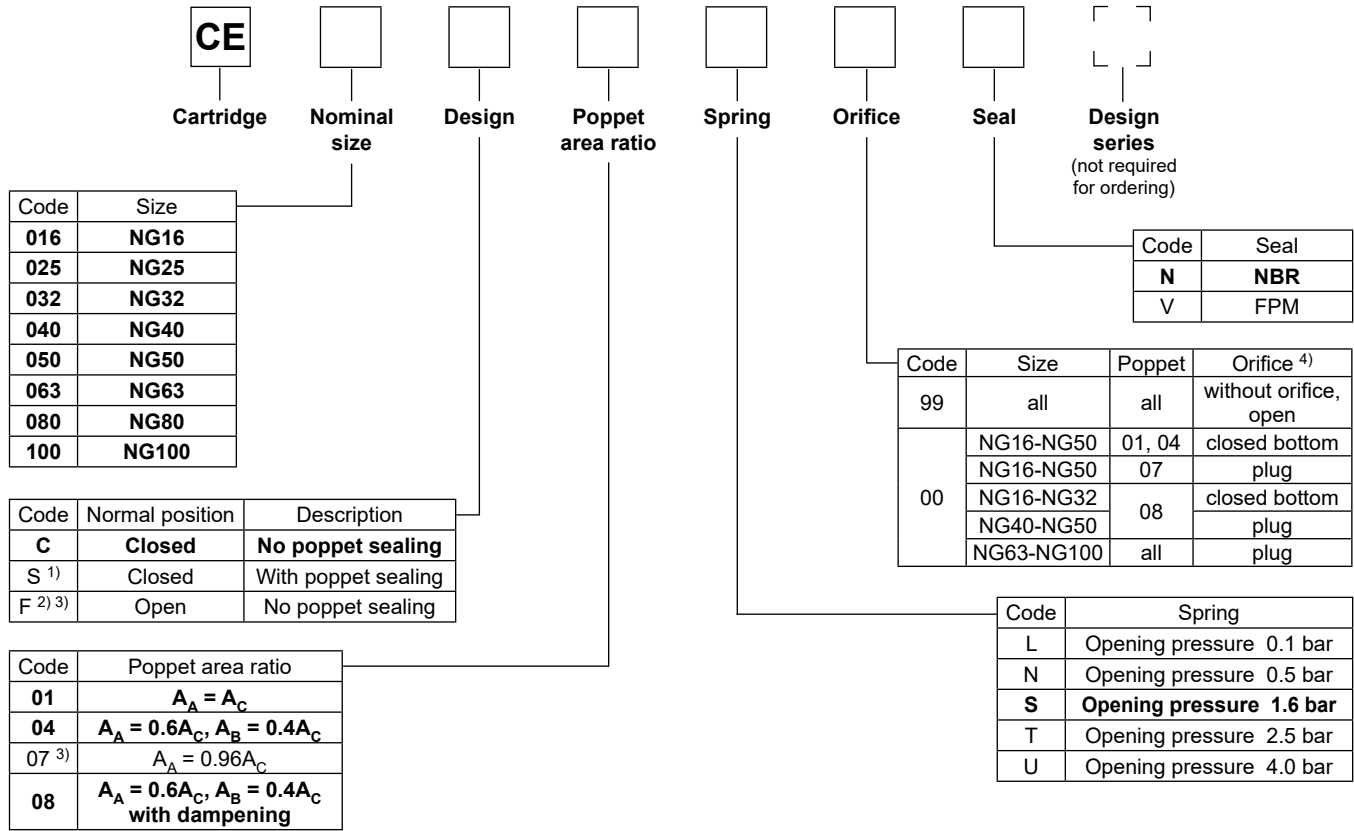 CE
Cartridge
Nominal
size
Design
Poppet
area ratio
Spring
Orifice
Seal
Design
series
(not required
for ordering)
Code Size
016 NG16
025 NG25
032 NG32
040 NG40
050 NG50
063 NG63
080 NG80
100 NG100
Code Normal position Description
C Closed No poppet sealing
S 1) Closed With poppet sealing
F 2) 3) Open No poppet sealing
Code Poppet area ratio
01 AA = AC
04 AA = 0.6AC, AB = 0.4AC
07 3) AA = 0.96AC
08 AA = 0.6AC, AB = 0.4AC
with dampening
Code Seal
N NBR
V FPM
Code Size Poppet Orifice 4)
99 all all without orifice,
open
00 NG16-NG50 01, 04 closed bottom
NG16-NG50 07 plug
NG16-NG32 08 closed bottom
NG40-NG50 plug
NG63-NG100 all plug
Code Spring
L Opening pressure 0.1 bar
N Opening pressure 0.5 bar
S Opening pressure 1.6 bar
T Opening pressure 2.5 bar
U Opening pressure 4.0 bar